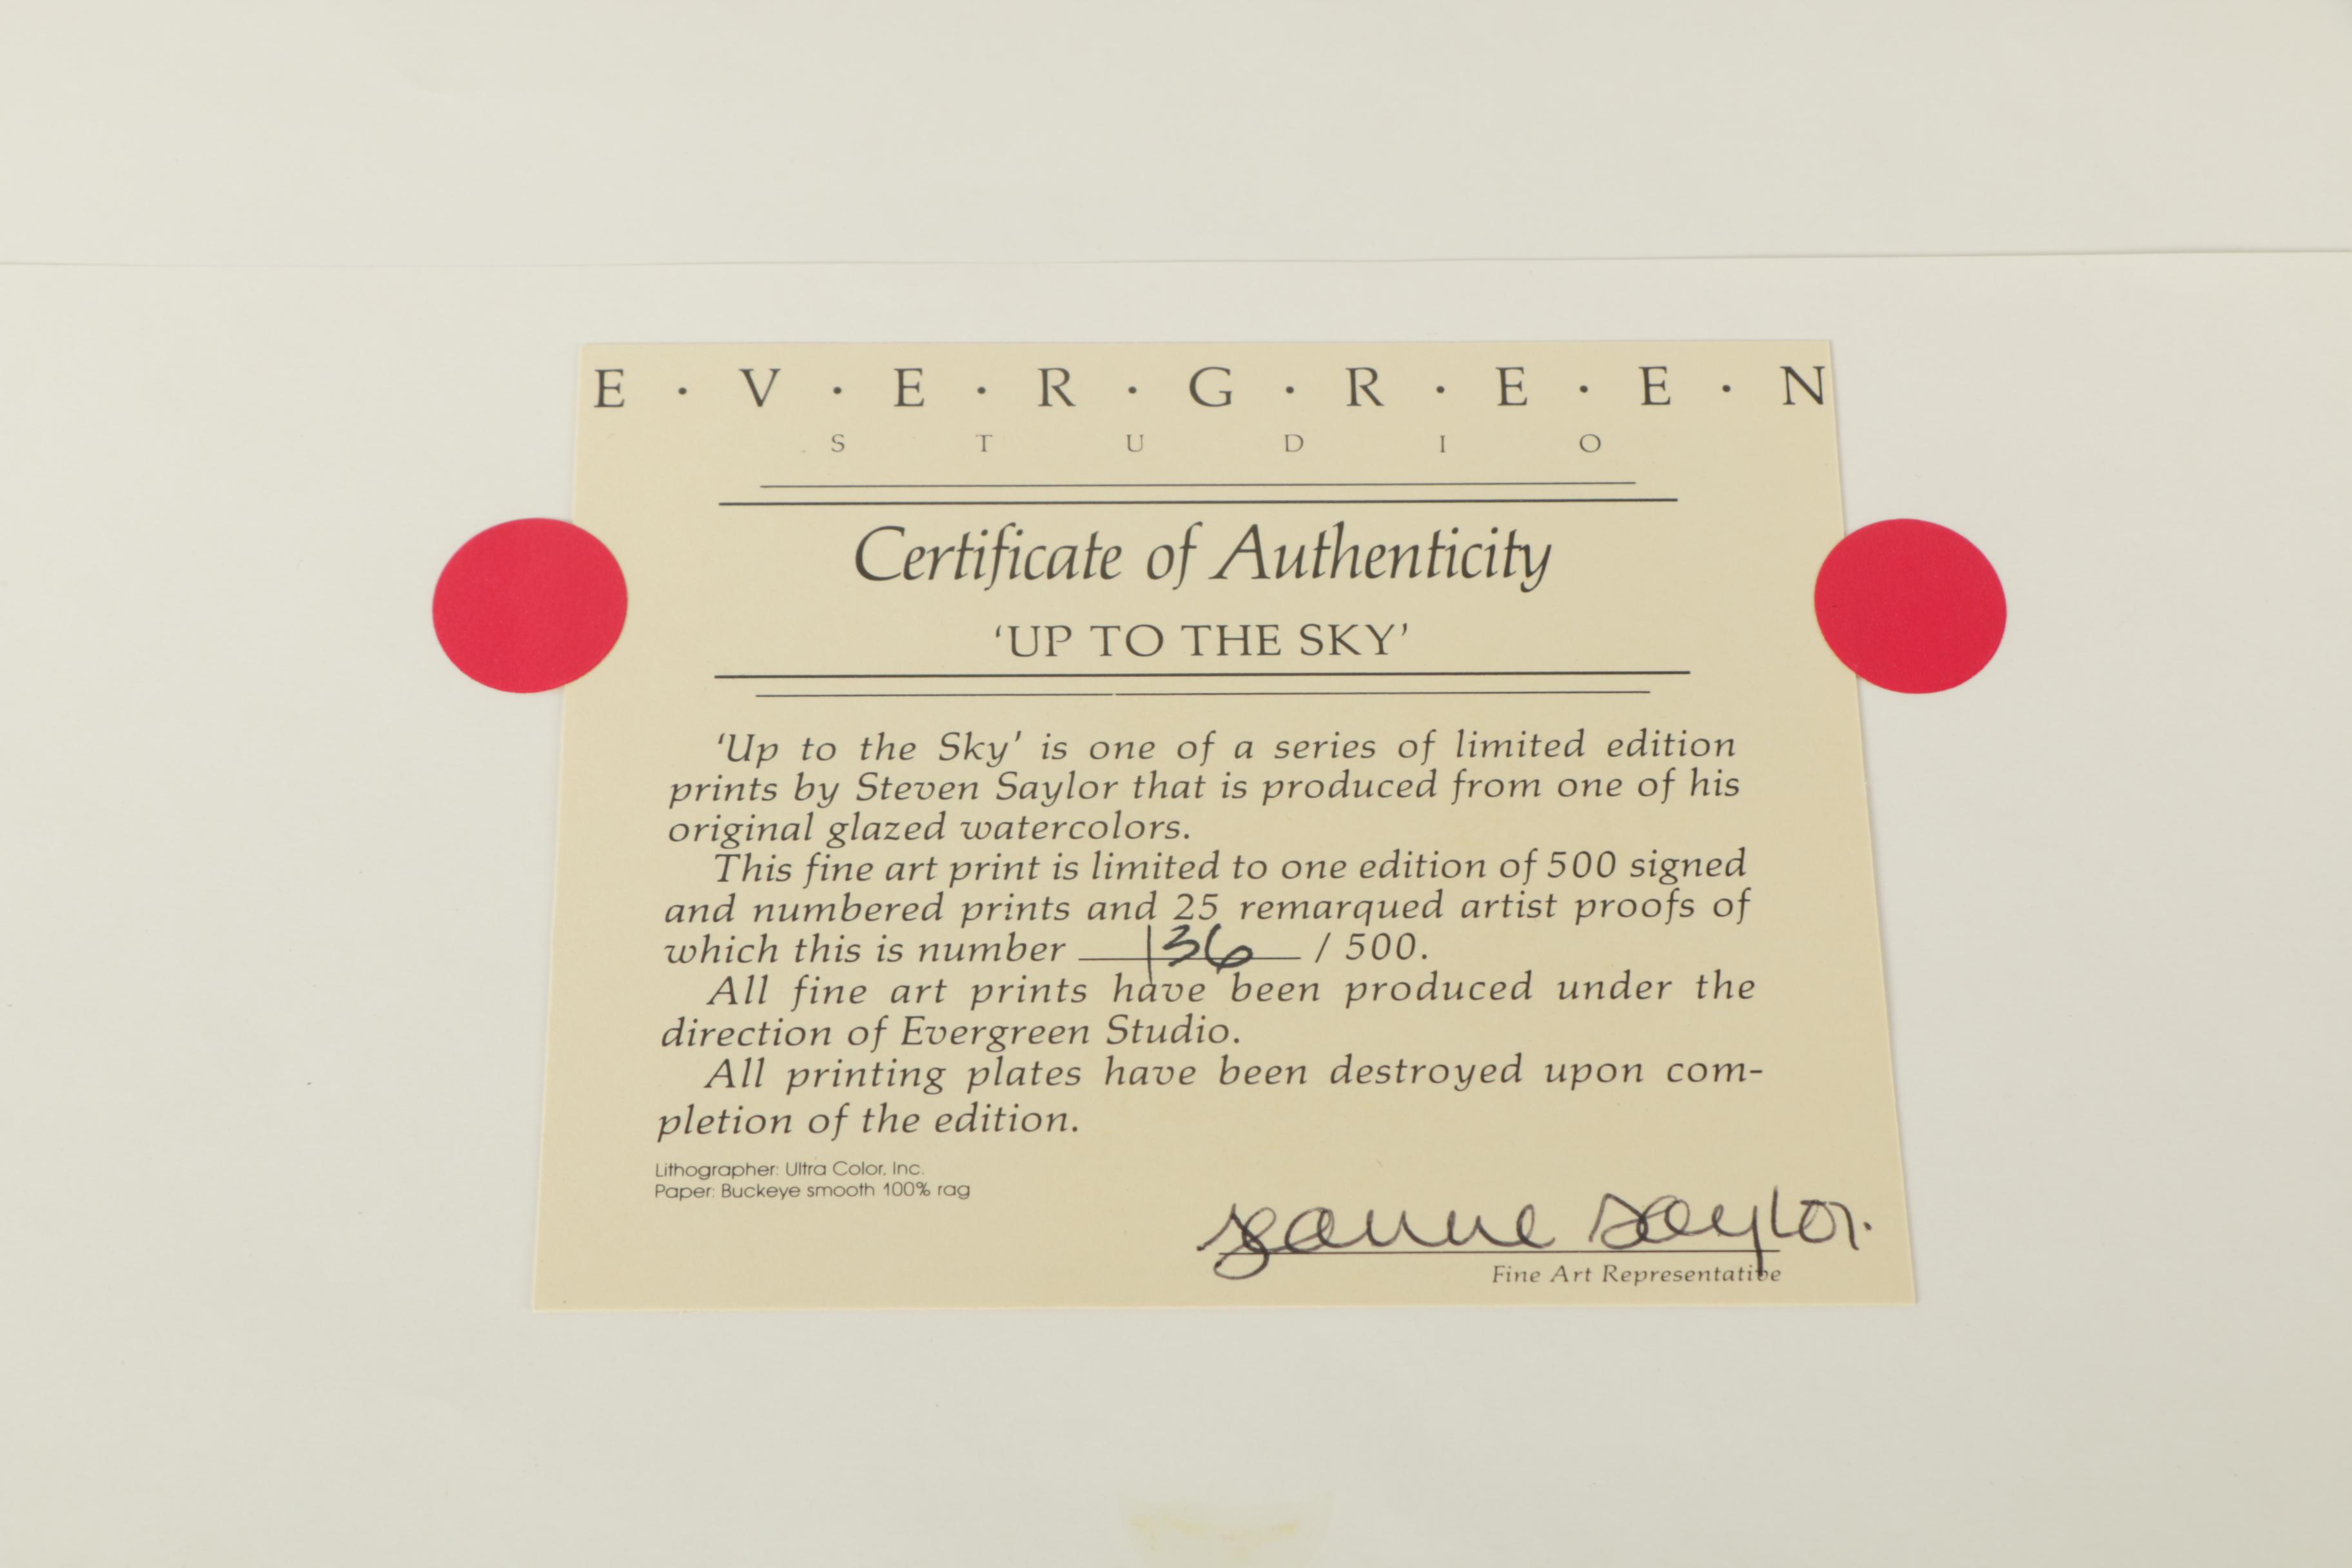 E · V · E · R · G · R · E · E · N
S T U D I O
Certificate of Authenticity
‘UP TO THE SKY’
‘Up to the Sky’ is one of a series of limited edition
prints by Steven Saylor that is produced from one of his
original glazed watercolors.
This fine art print is limited to one edition of 500 signed
and numbered prints and 25 remarqued artist proofs of
which this is number 136 / 500.
All fine art prints have been produced under the
direction of Evergreen Studio.
All printing plates have been destroyed upon com-
pletion of the edition.
Lithographer: Ultra Color, Inc.
Paper: Buckeye smooth 100% rag
Saylor.
Fine Art Representative